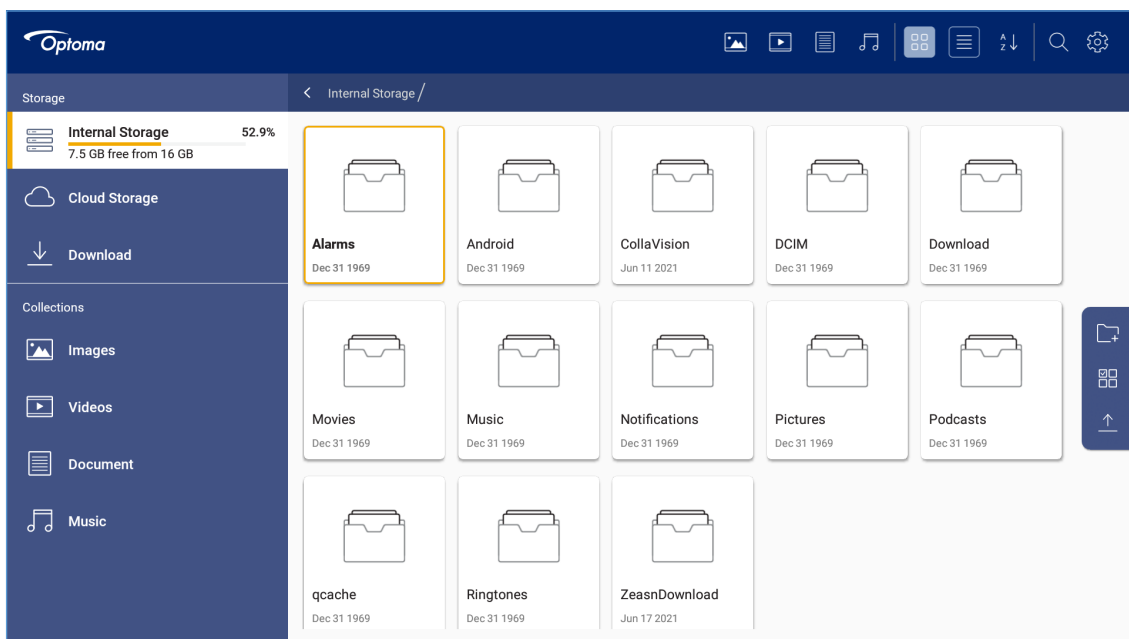 Optoma
A
Z
Storage
Internal Storage /
Internal Storage 52.9%
7.5 GB free from 16 GB
Cloud Storage
Download
Collections
Images
Videos
Document
Music
Alarms
Dec 31 1969
Android
Dec 31 1969
CollaVision
Jun 11 2021
DCIM
Dec 31 1969
Download
Dec 31 1969
Movies
Dec 31 1969
Music
Dec 31 1969
Notifications
Dec 31 1969
Pictures
Dec 31 1969
Podcasts
Dec 31 1969
qcache
Dec 31 1969
Ringtones
Dec 31 1969
ZeasnDownload
Jun 17 2021